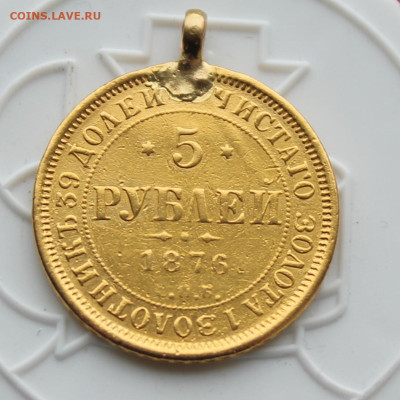 COINS.LAVE.RU
ЧИСТАГО ЗОЛОТА 1 ЗОЛОТНИКЪ 39 ДОЛЕЙ
5
РУБЛЕЙ
1876